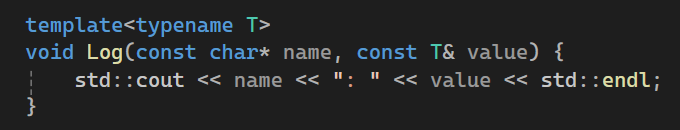 template<typename T>
void Log(const char* name, const T& value) {
    std::cout << name << ": " << value << std::endl;
}